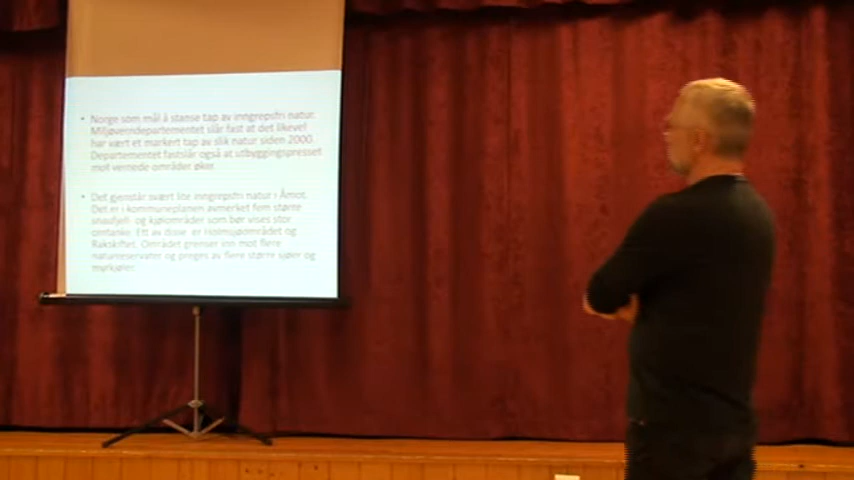 • Norge som mål å stanse tap av inngrepsfri natur.
Miljøverndepartementet slår fast at det likevel
har vært et markert tap av slik natur siden 2000.
Departementet fastslår også at utbyggingspresset
mot vernede områder øker.
• Det gjenstår svært lite inngrepsfri natur i Åmot.
Det er i kommuneplanen avmerket fem større
snaufjell- og kjølområder som bør vises stor
omtanke. Ett av disse er Holmsjøområdet og
Rakskiftet. Området grenser inn mot flere
naturreservater og preges av flere større sjøer og
mørkjøler.